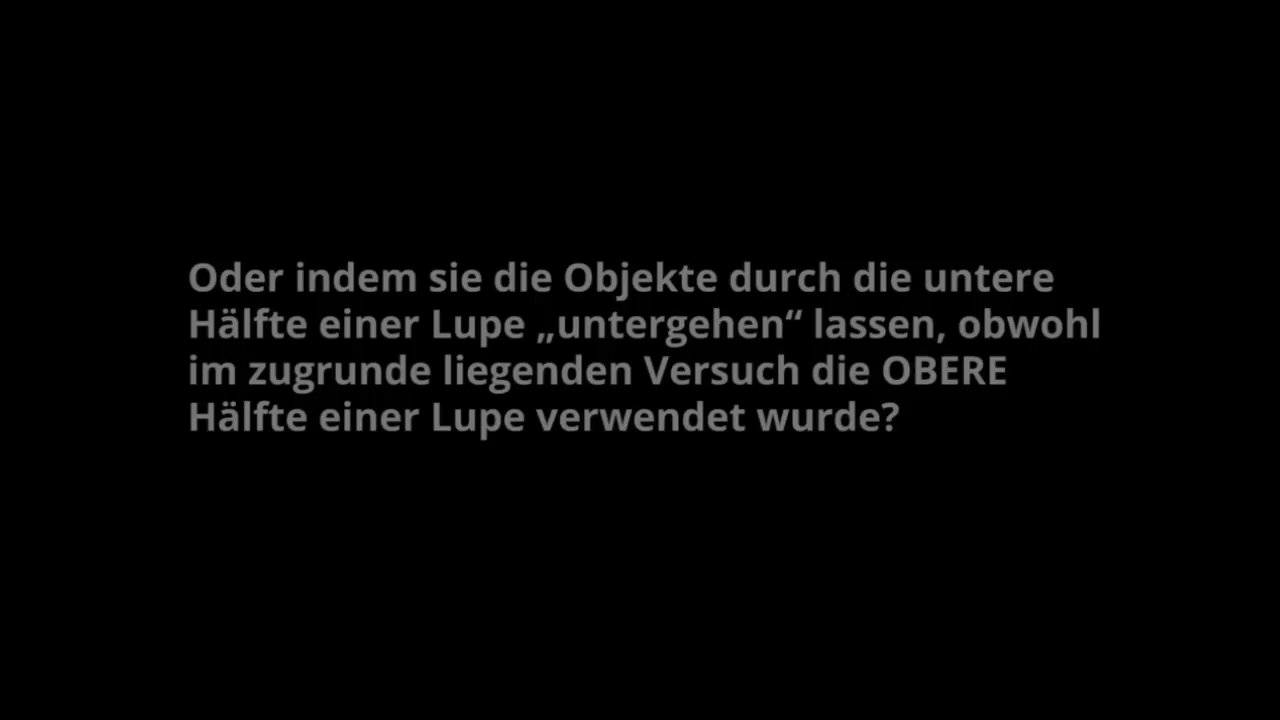 Oder indem sie die Objekte durch die untere
Hälfte einer Lupe „untergehen“ lassen, obwohl
im zugrunde liegenden Versuch die OBERE
Hälfte einer Lupe verwendet wurde?